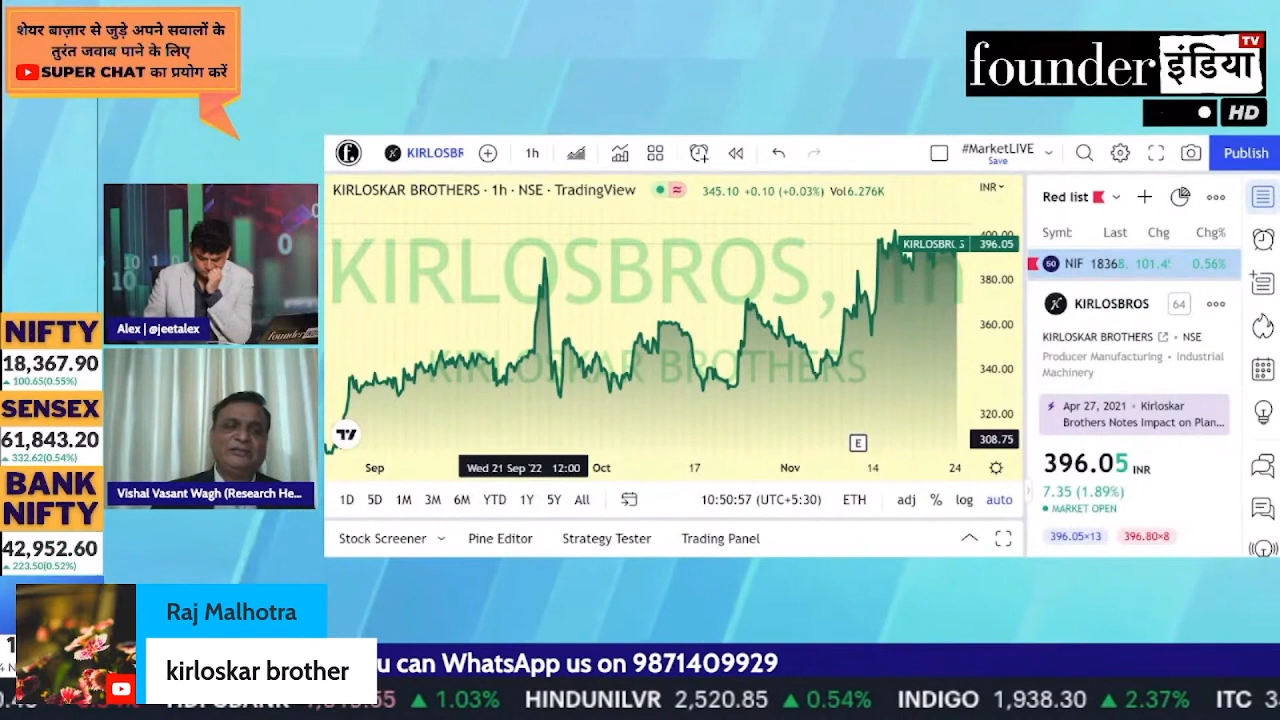 शेयर बाज़ार से जुड़े अपने सवालों के
तुरंत जवाब पाने के लिए
SUPER CHAT का प्रयोग करें
founder इंडिया TV
HD
KIRLOSBR
1h
#MarketLIVE
Save
Publish
KIRLOSKAR BROTHERS · 1h · NSE · TradingView
345.10 +0.10 (+0.03%) Vol6.276K
INR
KIRLOSBROS,
KIRLOSKAR BROTHERS
400.00
KIRLOSBR 396.05
380.00
360.00
340.00
320.00
308.75
E
Sep
Wed 21 Sep '22 12:00
Oct
17
Nov
14
24
1D 5D 1M 3M 6M YTD 1Y 5Y All
10:50:57 (UTC+5:30)
ETH
adj % log auto
Stock Screener
Pine Editor
Strategy Tester
Trading Panel
Red list
Symb Last Chg Chg%
50 NIF 18368. 101.4 0.56%
KIRLOSBROS 64
KIRLOSKAR BROTHERS · NSE
Producer Manufacturing · Industrial
Machinery
Apr 27, 2021 · Kirloskar
Brothers Notes Impact on Plan...
396.05 INR
7.35 (1.89%)
MARKET OPEN
396.05×13 396.80×8
Alex | @jeetalex
founder
Vishal Vasant Wagh (Research He...
NIFTY
18,367.90
100.65(0.55%)
SENSEX
61,843.20
332.62(0.54%)
BANK
NIFTY
42,952.60
223.50(0.52%)
Raj Malhotra
kirloskar brother
u can WhatsApp us on 9871409929
1.03% HINDUNILVR 2,520.85 0.54% INDIGO 1,938.30 2.37% ITC 3